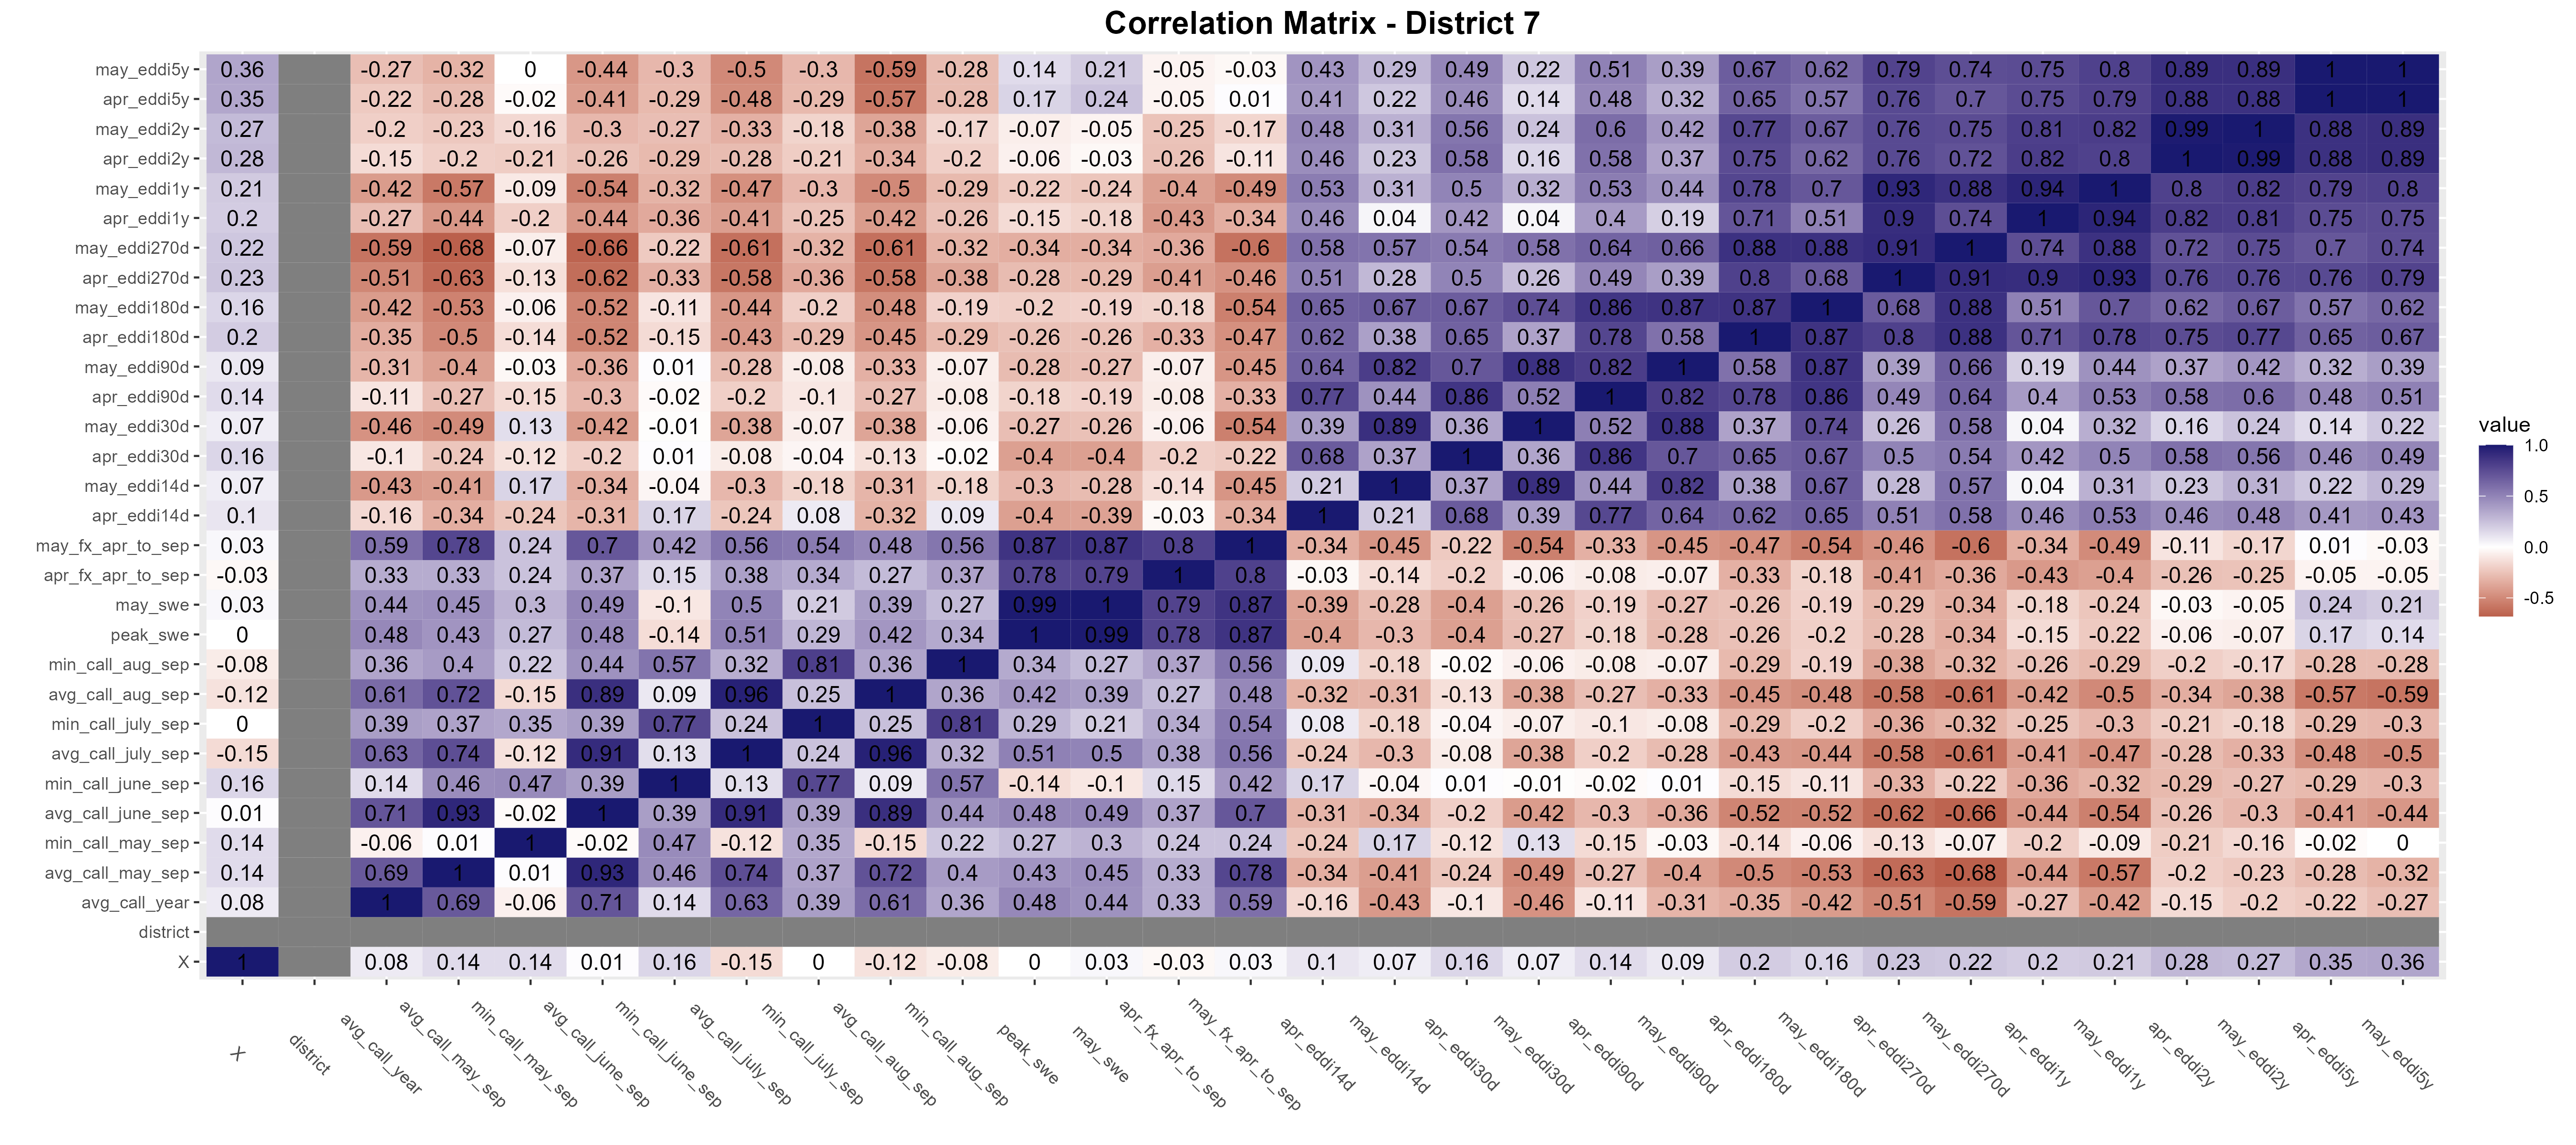 Correlation Matrix - District 7
may_eddi5y 0.36 -0.27 -0.32 0 -0.44 -0.3 -0.5 -0.3 -0.59 -0.28 0.14 0.21 -0.05 -0.03 0.43 0.29 0.49 0.22 0.51 0.39 0.67 0.62 0.79 0.74 0.75 0.8 0.89 0.89 1 1
apr_eddi5y 0.35 -0.22 -0.28 -0.02 -0.41 -0.29 -0.48 -0.29 -0.57 -0.28 0.17 0.24 -0.05 0.01 0.41 0.22 0.46 0.14 0.48 0.32 0.65 0.57 0.76 0.7 0.75 0.79 0.88 0.88 1 1
may_eddi2y 0.27 -0.2 -0.23 -0.16 -0.3 -0.27 -0.33 -0.18 -0.38 -0.17 -0.07 -0.05 -0.25 -0.17 0.48 0.31 0.56 0.24 0.6 0.42 0.77 0.67 0.76 0.75 0.81 0.82 0.99 1 0.88 0.89
apr_eddi2y 0.28 -0.15 -0.2 -0.21 -0.26 -0.29 -0.28 -0.21 -0.34 -0.2 -0.06 -0.03 -0.26 -0.11 0.46 0.23 0.58 0.16 0.58 0.37 0.75 0.62 0.76 0.72 0.82 0.8 1 0.99 0.88 0.89
may_eddi1y 0.21 -0.42 -0.57 -0.09 -0.54 -0.32 -0.47 -0.3 -0.5 -0.29 -0.22 -0.24 -0.4 -0.49 0.53 0.31 0.5 0.32 0.53 0.44 0.78 0.7 0.93 0.88 0.94 1 0.8 0.82 0.79 0.8
apr_eddi1y 0.2 -0.27 -0.44 -0.2 -0.44 -0.36 -0.41 -0.25 -0.42 -0.26 -0.15 -0.18 -0.43 -0.34 0.46 0.04 0.42 0.04 0.4 0.19 0.71 0.51 0.9 0.74 1 0.94 0.82 0.81 0.75 0.75
may_eddi270d 0.22 -0.59 -0.68 -0.07 -0.66 -0.22 -0.61 -0.32 -0.61 -0.32 -0.34 -0.34 -0.36 -0.6 0.58 0.57 0.54 0.58 0.64 0.66 0.88 0.88 0.91 1 0.74 0.88 0.72 0.75 0.7 0.74
apr_eddi270d 0.23 -0.51 -0.63 -0.13 -0.62 -0.33 -0.58 -0.36 -0.58 -0.38 -0.28 -0.29 -0.41 -0.46 0.51 0.28 0.5 0.26 0.49 0.39 0.8 0.68 1 0.91 0.9 0.93 0.76 0.76 0.76 0.79
may_eddi180d 0.16 -0.42 -0.53 -0.06 -0.52 -0.11 -0.44 -0.2 -0.48 -0.19 -0.2 -0.19 -0.18 -0.54 0.65 0.67 0.67 0.74 0.86 0.87 0.87 1 0.68 0.88 0.51 0.7 0.62 0.67 0.57 0.62
apr_eddi180d 0.2 -0.35 -0.5 -0.14 -0.52 -0.15 -0.43 -0.29 -0.45 -0.29 -0.26 -0.26 -0.33 -0.47 0.62 0.38 0.65 0.37 0.78 0.58 1 0.87 0.8 0.88 0.71 0.78 0.75 0.77 0.65 0.67
may_eddi90d 0.09 -0.31 -0.4 -0.03 -0.36 0.01 -0.28 -0.08 -0.33 -0.07 -0.28 -0.27 -0.07 -0.45 0.64 0.82 0.7 0.88 0.82 1 0.58 0.87 0.39 0.66 0.19 0.44 0.37 0.42 0.32 0.39
apr_eddi90d 0.14 -0.11 -0.27 -0.15 -0.3 -0.02 -0.2 -0.1 -0.27 -0.08 -0.18 -0.19 -0.08 -0.33 0.77 0.44 0.86 0.52 1 0.82 0.78 0.86 0.49 0.64 0.4 0.53 0.58 0.6 0.48 0.51
may_eddi30d 0.07 -0.46 -0.49 0.13 -0.42 -0.01 -0.38 -0.07 -0.38 -0.06 -0.27 -0.26 -0.06 -0.54 0.39 0.89 0.36 1 0.52 0.88 0.37 0.74 0.26 0.58 0.04 0.32 0.16 0.24 0.14 0.22
apr_eddi30d 0.16 -0.1 -0.24 -0.12 -0.2 0.01 -0.08 -0.04 -0.13 -0.02 -0.4 -0.4 -0.2 -0.22 0.68 0.37 1 0.36 0.86 0.7 0.65 0.67 0.5 0.54 0.42 0.5 0.58 0.56 0.46 0.49
may_eddi14d 0.07 -0.43 -0.41 0.17 -0.34 -0.04 -0.3 -0.18 -0.31 -0.18 -0.3 -0.28 -0.14 -0.45 0.21 1 0.37 0.89 0.44 0.82 0.38 0.67 0.28 0.57 0.04 0.31 0.23 0.31 0.22 0.29
apr_eddi14d 0.1 -0.16 -0.34 -0.24 -0.31 0.17 -0.24 0.08 -0.32 0.09 -0.4 -0.39 -0.03 -0.34 1 0.21 0.68 0.39 0.77 0.64 0.62 0.65 0.51 0.58 0.46 0.53 0.46 0.48 0.41 0.43
may_fx_apr_to_sep 0.03 0.59 0.78 0.24 0.7 0.42 0.56 0.54 0.48 0.56 0.87 0.87 0.8 1 -0.34 -0.45 -0.22 -0.54 -0.33 -0.45 -0.47 -0.54 -0.46 -0.6 -0.34 -0.49 -0.11 -0.17 0.01 -0.03
apr_fx_apr_to_sep -0.03 0.33 0.33 0.24 0.37 0.15 0.38 0.34 0.27 0.37 0.78 0.79 1 0.8 -0.03 -0.14 -0.2 -0.06 -0.08 -0.07 -0.33 -0.18 -0.41 -0.36 -0.43 -0.4 -0.26 -0.25 -0.05 -0.05
may_swe 0.03 0.44 0.45 0.3 0.49 -0.1 0.5 0.21 0.39 0.27 0.99 1 0.79 0.87 -0.39 -0.28 -0.4 -0.26 -0.19 -0.27 -0.26 -0.19 -0.29 -0.34 -0.18 -0.24 -0.03 -0.05 0.24 0.21
peak_swe 0 0.48 0.43 0.27 0.48 -0.14 0.51 0.29 0.42 0.34 1 0.99 0.78 0.87 -0.4 -0.3 -0.4 -0.27 -0.18 -0.28 -0.26 -0.2 -0.28 -0.34 -0.15 -0.22 -0.06 -0.07 0.17 0.14
min_call_aug_sep -0.08 0.36 0.4 0.22 0.44 0.57 0.32 0.81 0.36 1 0.34 0.27 0.37 0.56 0.09 -0.18 -0.02 -0.06 -0.08 -0.07 -0.29 -0.19 -0.38 -0.32 -0.26 -0.29 -0.2 -0.17 -0.28 -0.28
avg_call_aug_sep -0.12 0.61 0.72 -0.15 0.89 0.09 0.96 0.25 1 0.36 0.42 0.39 0.27 0.48 -0.32 -0.31 -0.13 -0.38 -0.27 -0.33 -0.45 -0.48 -0.58 -0.61 -0.42 -0.5 -0.34 -0.38 -0.57 -0.59
min_call_july_sep 0 0.39 0.37 0.35 0.39 0.77 0.24 1 0.25 0.81 0.29 0.21 0.34 0.54 0.08 -0.18 -0.04 -0.07 -0.1 -0.08 -0.29 -0.2 -0.36 -0.32 -0.25 -0.3 -0.21 -0.18 -0.29 -0.3
avg_call_july_sep -0.15 0.63 0.74 -0.12 0.91 0.13 1 0.24 0.96 0.32 0.51 0.5 0.38 0.56 -0.24 -0.3 -0.08 -0.38 -0.2 -0.28 -0.43 -0.44 -0.58 -0.61 -0.41 -0.47 -0.28 -0.33 -0.48 -0.5
min_call_june_sep 0.16 0.14 0.46 0.47 0.39 1 0.13 0.77 0.09 0.57 -0.14 -0.1 0.15 0.42 0.17 -0.04 0.01 -0.01 -0.02 0.01 -0.15 -0.11 -0.33 -0.22 -0.36 -0.32 -0.29 -0.27 -0.29 -0.3
avg_call_june_sep 0.01 0.71 0.93 -0.02 1 0.39 0.91 0.39 0.89 0.44 0.48 0.49 0.37 0.7 -0.31 -0.34 -0.2 -0.42 -0.3 -0.36 -0.52 -0.52 -0.62 -0.66 -0.44 -0.54 -0.26 -0.3 -0.41 -0.44
min_call_may_sep 0.14 -0.06 0.01 1 -0.02 0.47 -0.12 0.35 -0.15 0.22 0.27 0.3 0.24 0.24 -0.24 0.17 -0.12 0.13 -0.15 -0.03 -0.14 -0.06 -0.13 -0.07 -0.2 -0.09 -0.21 -0.16 -0.02 0
avg_call_may_sep 0.14 0.69 1 0.01 0.93 0.46 0.74 0.37 0.72 0.4 0.43 0.45 0.33 0.78 -0.34 -0.41 -0.24 -0.49 -0.27 -0.4 -0.5 -0.53 -0.63 -0.68 -0.44 -0.57 -0.2 -0.23 -0.28 -0.32
avg_call_year 0.08 1 0.69 -0.06 0.71 0.14 0.63 0.39 0.61 0.36 0.48 0.44 0.33 0.59 -0.16 -0.43 -0.1 -0.46 -0.11 -0.31 -0.35 -0.42 -0.51 -0.59 -0.27 -0.42 -0.15 -0.2 -0.22 -0.27
district
X 1 0.08 0.14 0.14 0.01 0.16 -0.15 0 -0.12 -0.08 0 0.03 -0.03 0.03 0.1 0.07 0.16 0.07 0.14 0.09 0.2 0.16 0.23 0.22 0.2 0.21 0.28 0.27 0.35 0.36
X district avg_call_year avg_call_may_sep min_call_may_sep avg_call_june_sep min_call_june_sep avg_call_july_sep min_call_july_sep avg_call_aug_sep min_call_aug_sep peak_swe may_swe apr_fx_apr_to_sep may_fx_apr_to_sep apr_eddi14d may_eddi14d apr_eddi30d may_eddi30d apr_eddi90d may_eddi90d apr_eddi180d may_eddi180d apr_eddi270d may_eddi270d apr_eddi1y may_eddi1y apr_eddi2y may_eddi2y apr_eddi5y may_eddi5y
value
1.0
0.5
0.0
-0.5